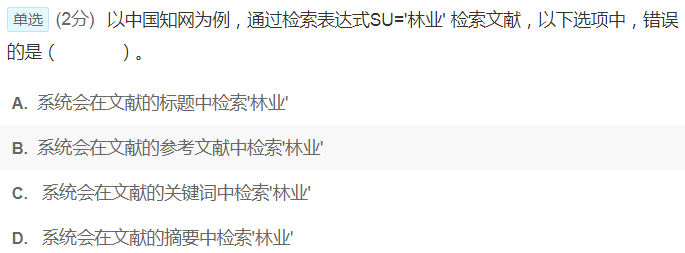 单选 (2分) 以中国知网为例，通过检索表达式SU='林业' 检索文献，以下选项中，错误
的是（ ）。
A. 系统会在文献的标题中检索'林业'
B. 系统会在文献的参考文献中检索'林业'
C. 系统会在文献的关键词中检索'林业'
D. 系统会在文献的摘要中检索'林业'